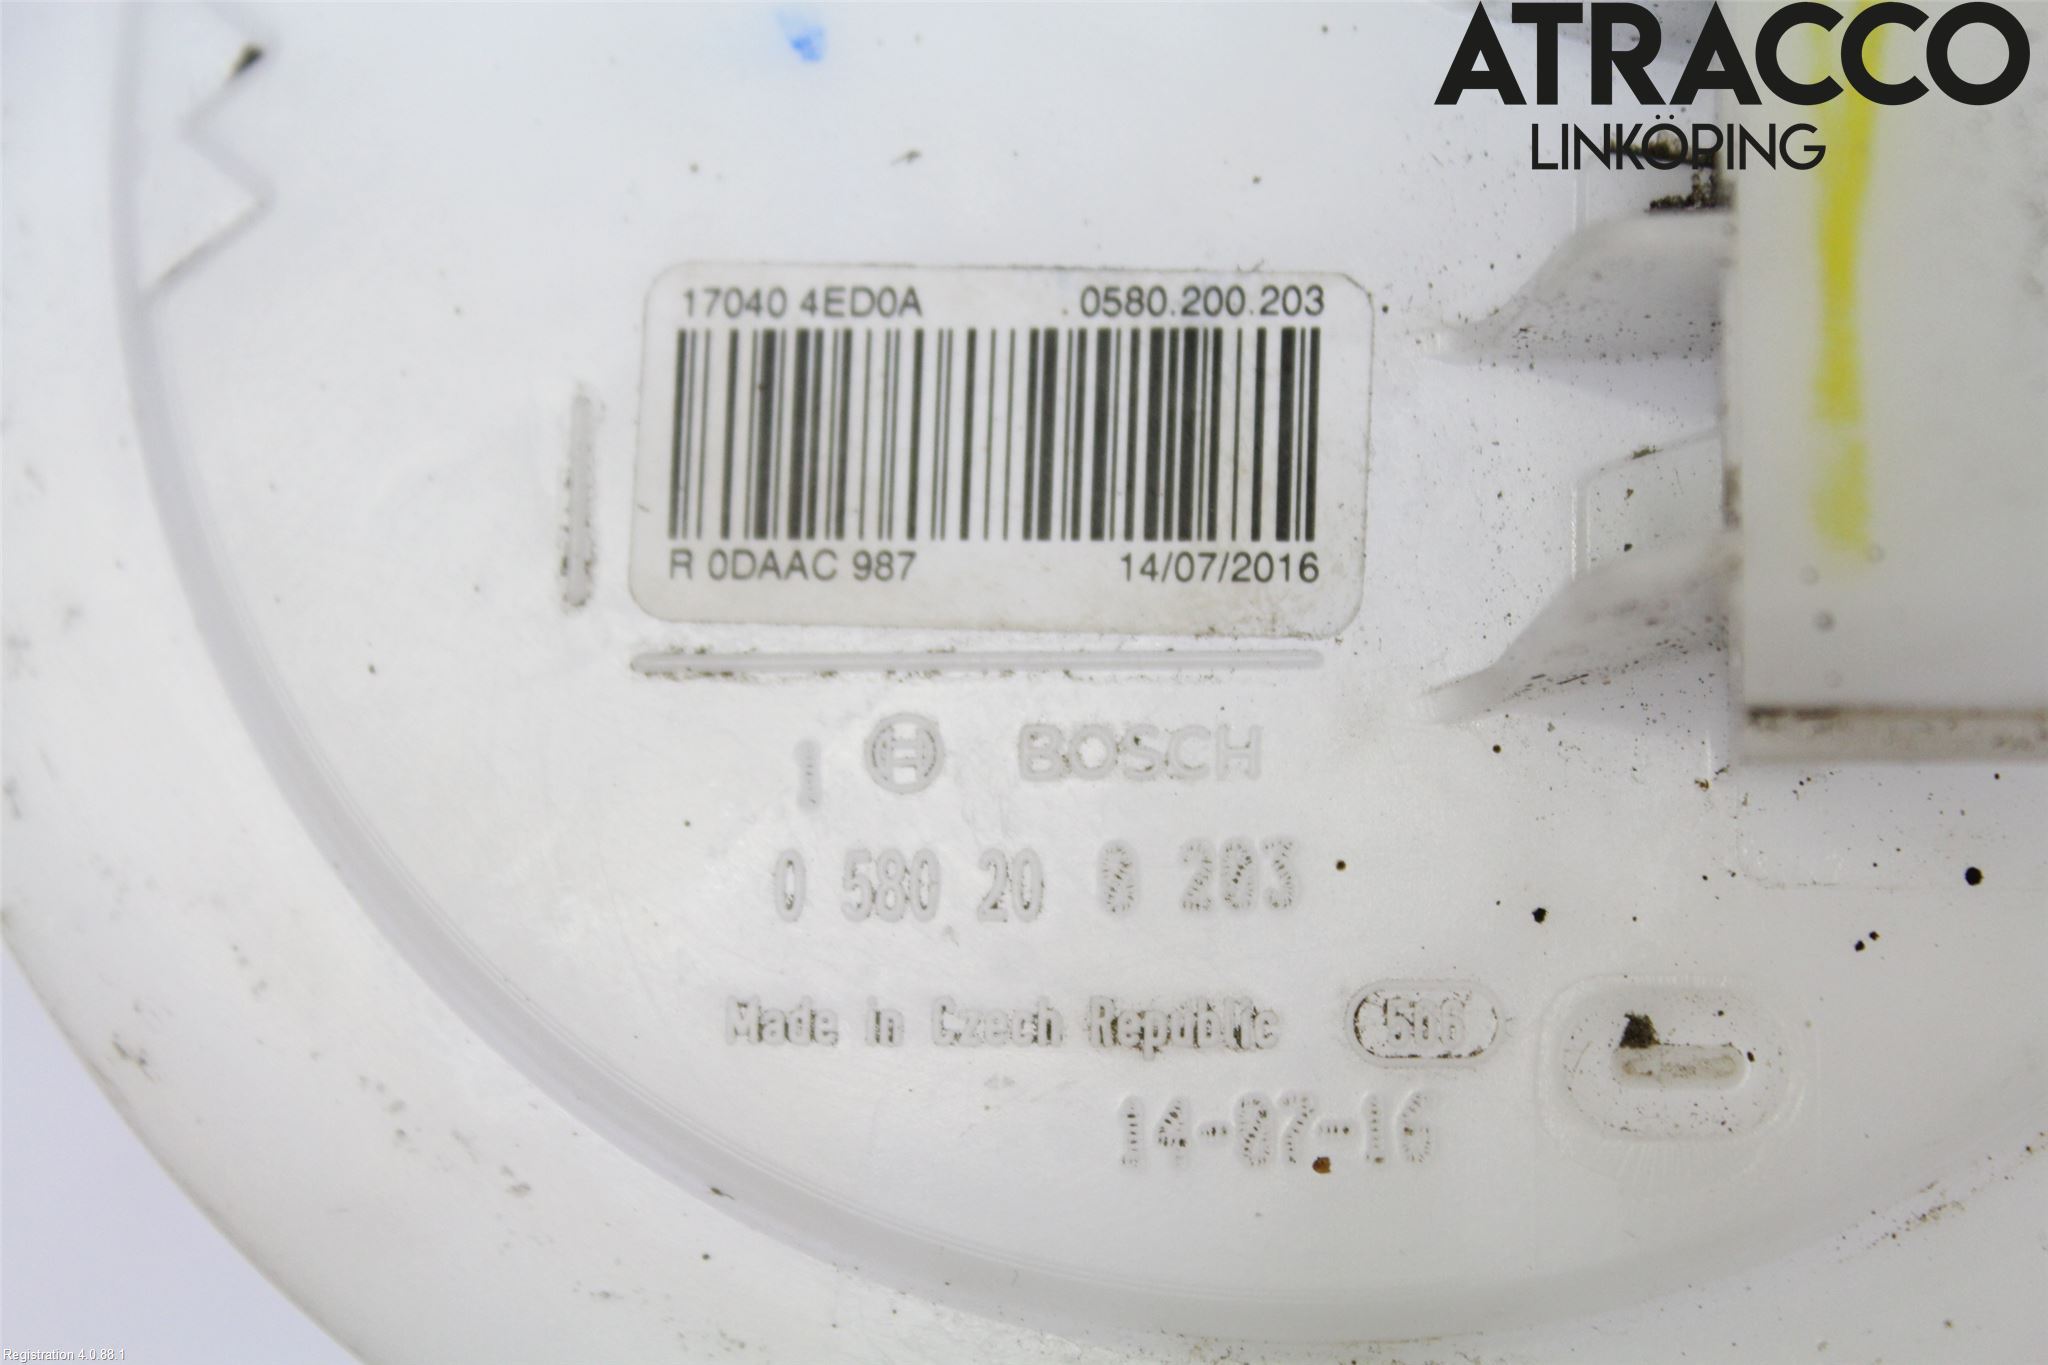 ATRACCO
LINKÖPING
17040 4ED0A .0580.200.203
R 0DAAC 987 14/07/2016
BOSCH
0 580 20 0 203
Made in Czech Republic 506
14-07-16
Registration 4.0.88.1